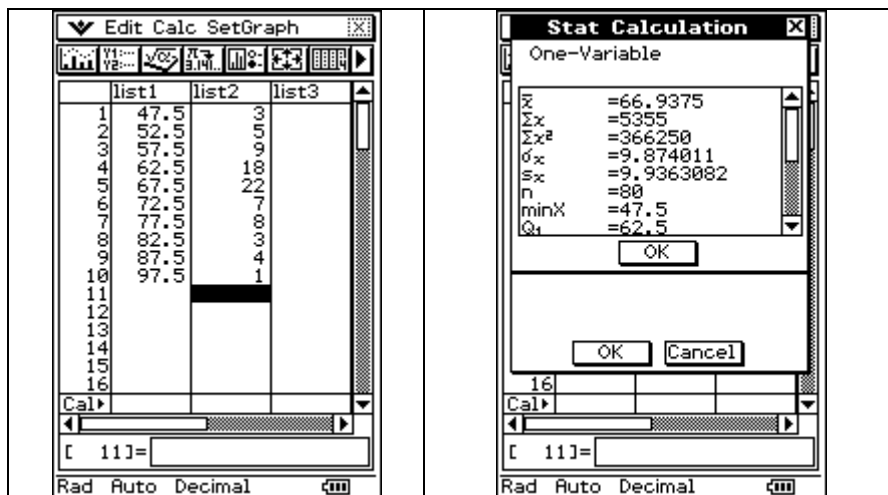 Edit Calc SetGraph
list1 list2 list3
1 47.5 3
2 52.5 5
3 57.5 9
4 62.5 18
5 67.5 22
6 72.5 7
7 77.5 8
8 82.5 3
9 87.5 4
10 97.5 1
11
12
13
14
15
16
Cal▶
[ 11]=
Rad Auto Decimal
Stat Calculation
One-Variable
x̄ =66.9375
Σx =5355
Σx² =366250
σx =9.874011
sx =9.9363082
n =80
minX =47.5
Q₁ =62.5
OK
OK Cancel
16
Cal▶
[ 11]=
Rad Auto Decimal